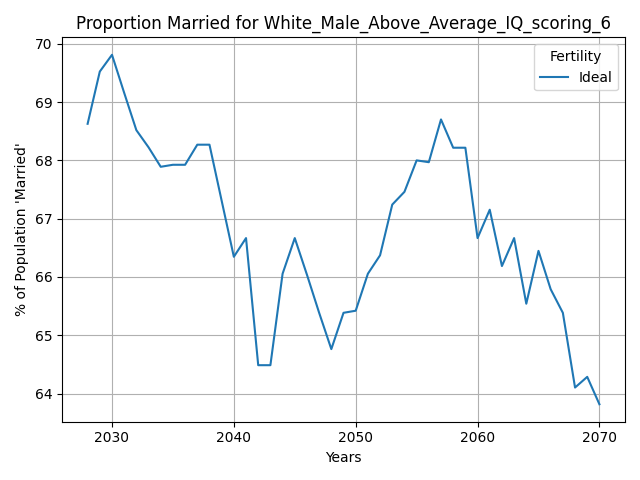 Proportion Married for White_Male_Above_Average_IQ_scoring_6
Fertility
Ideal
% of Population 'Married'
70
69
68
67
66
65
64
2030 2040 2050 2060 2070
Years